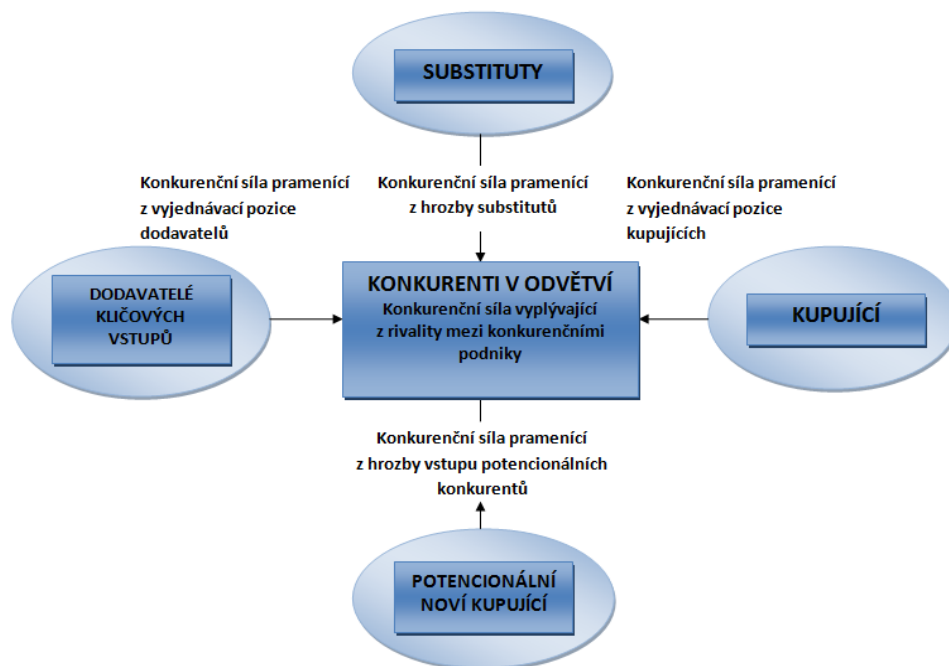 SUBSTITUTY
Konkurenční síla pramenící
z vyjednávací pozice
dodavatelů
Konkurenční síla pramenící
z hrozby substitutů
Konkurenční síla pramenící
z vyjednávací pozice
kupujících
DODAVATELÉ
KLIČOVÝCH
VSTUPŮ
KONKURENTI V ODVĚTVÍ
Konkurenční síla vyplývající
z rivality mezi konkurenčními
podniky
KUPUJÍCÍ
Konkurenční síla pramenící
z hrozby vstupu potencionálních
konkurentů
POTENCIONÁLNÍ
NOVÍ KUPUJÍCÍ